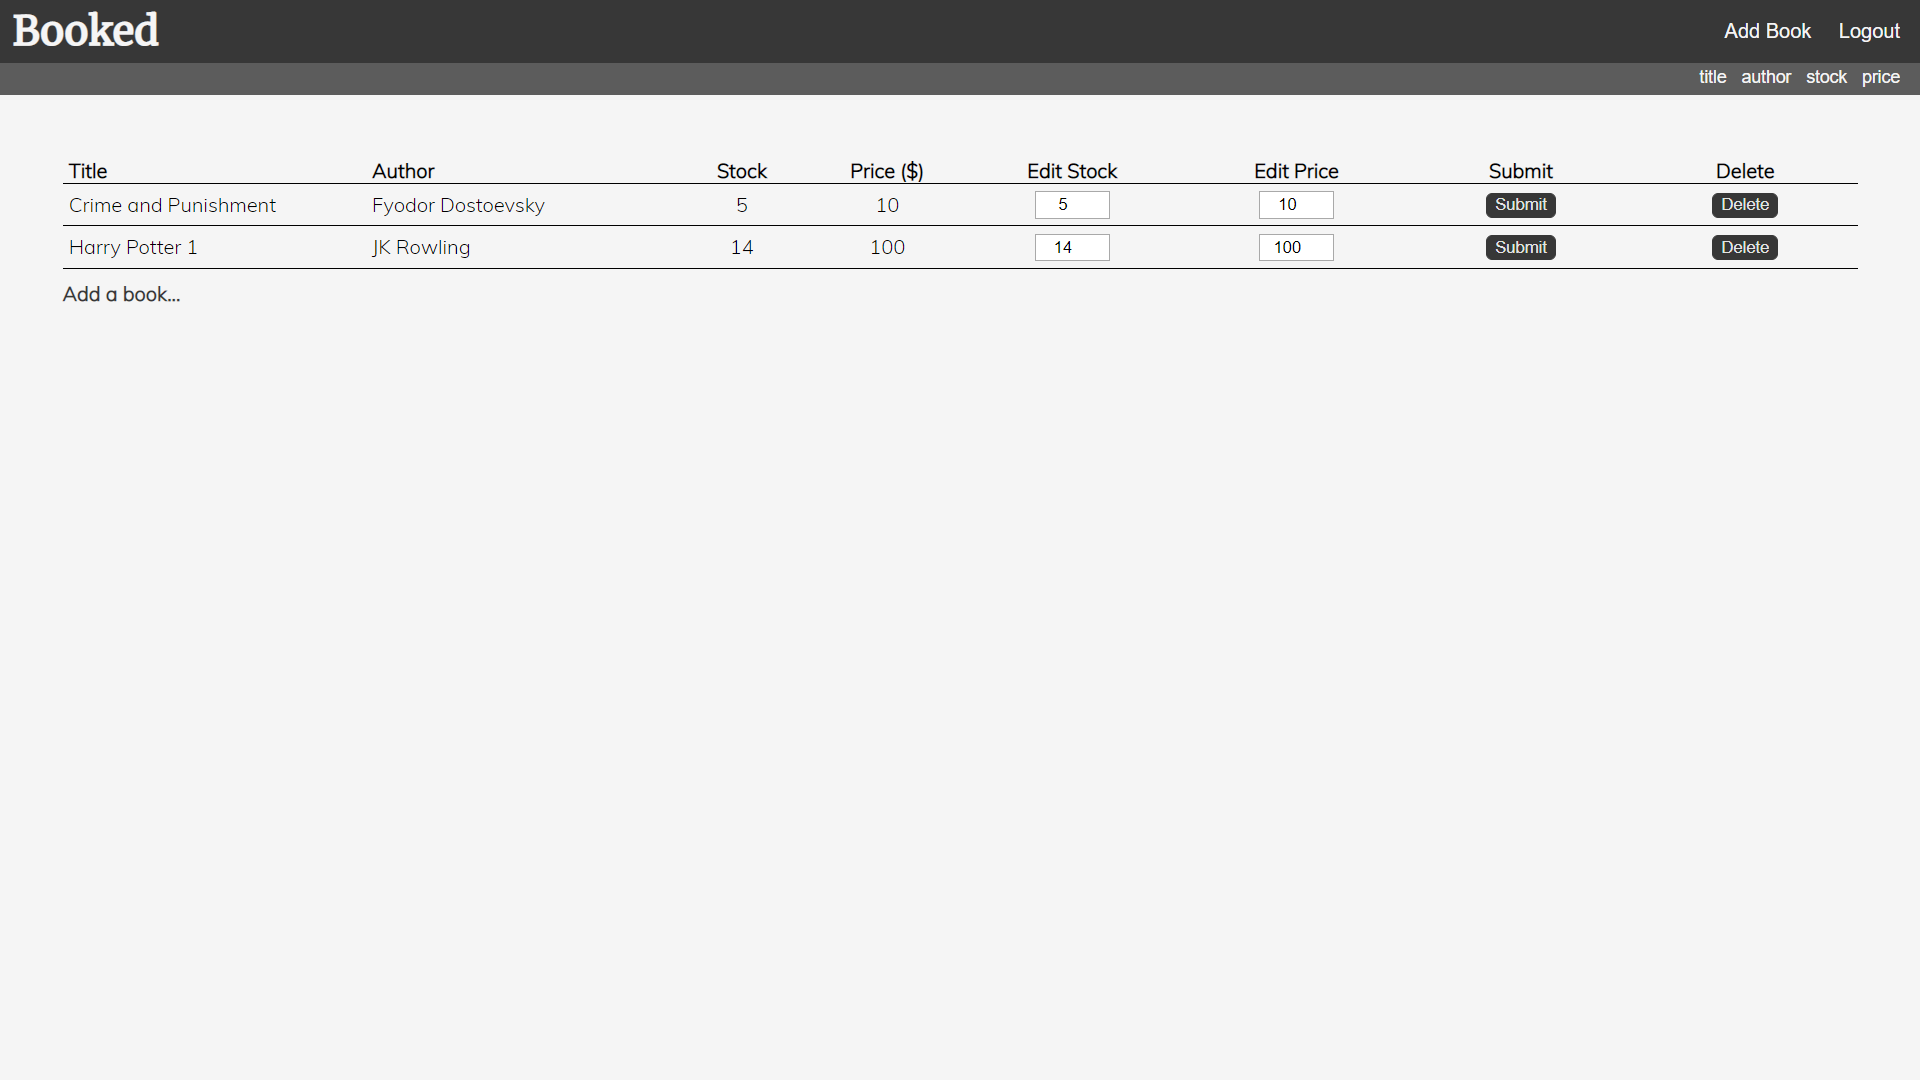 Booked Add Book Logout
title author stock price
Title Author Stock Price ($) Edit Stock Edit Price Submit Delete
Crime and Punishment Fyodor Dostoevsky 5 10 5 10 Submit Delete
Harry Potter 1 JK Rowling 14 100 14 100 Submit Delete
Add a book...